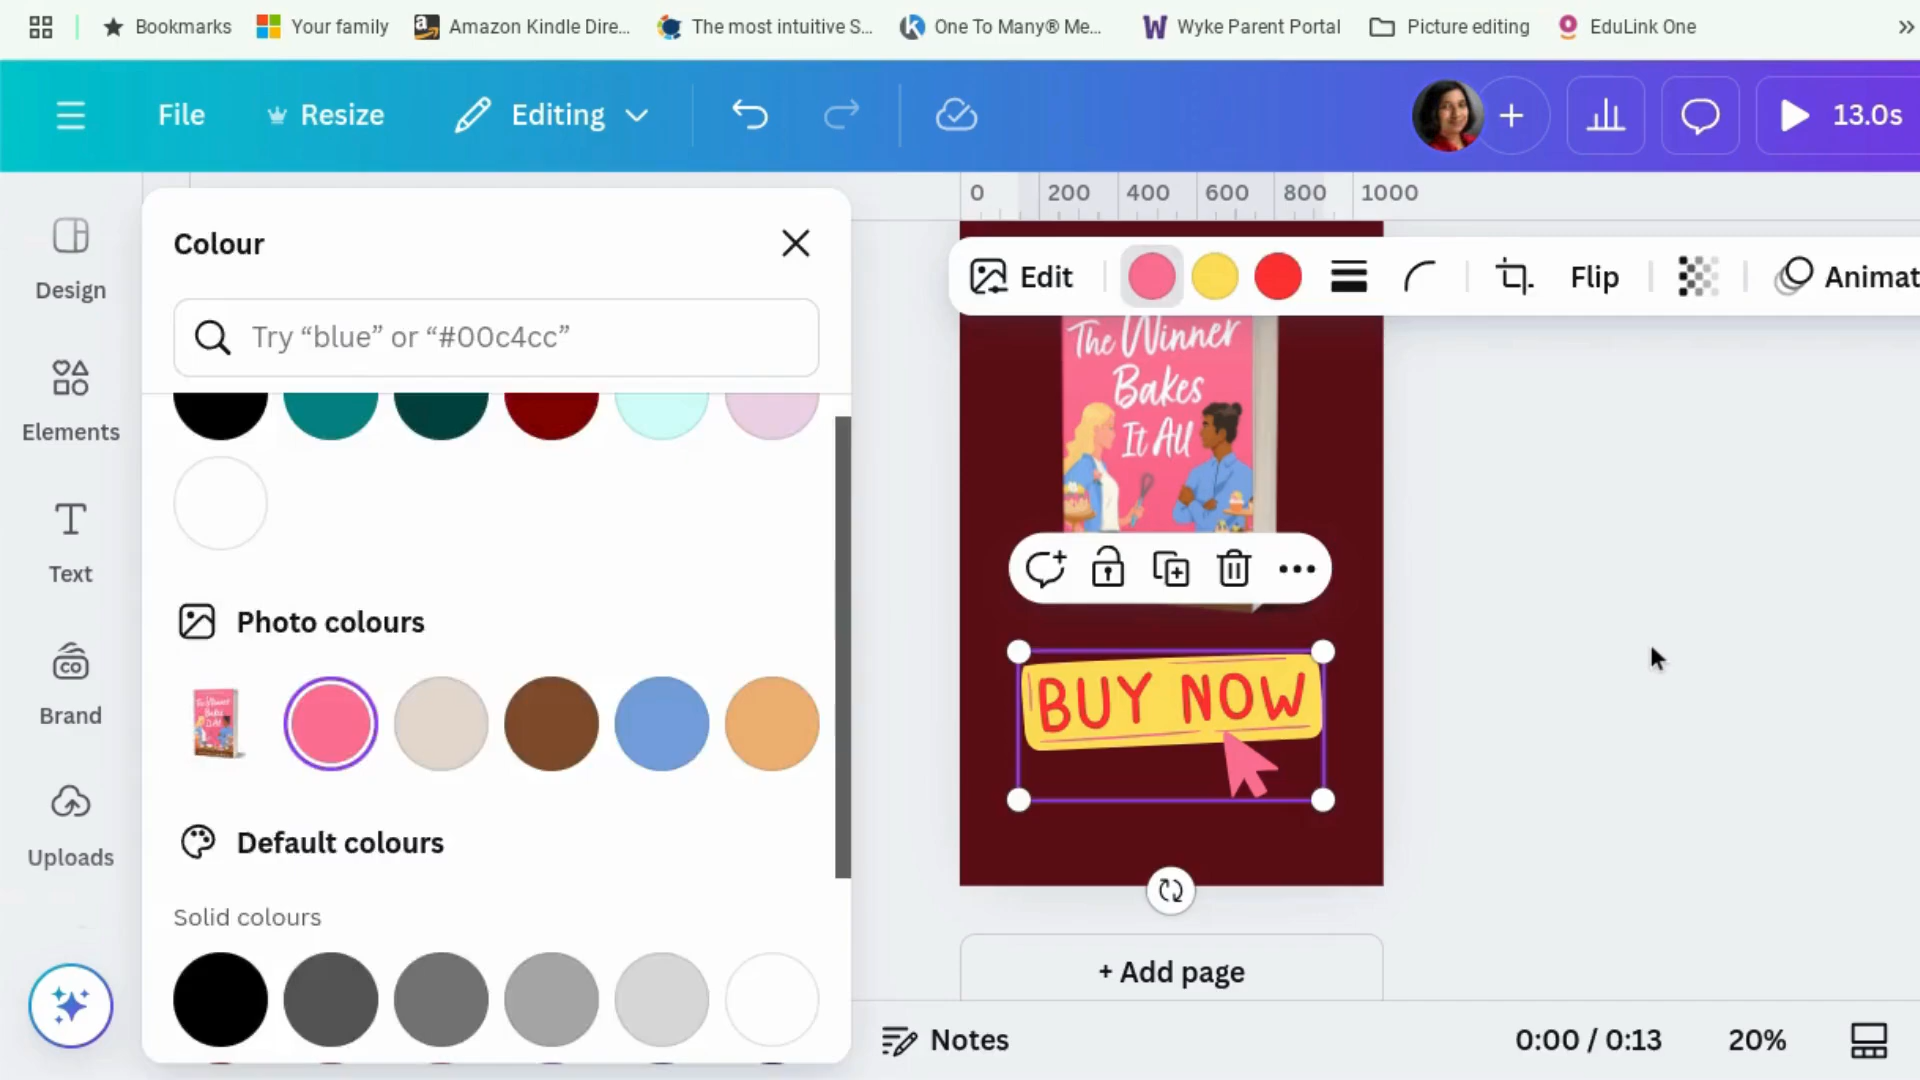 Bookmarks
Your family
Amazon Kindle Dire...
The most intuitive S...
One To Many® Me...
Wyke Parent Portal
Picture editing
EduLink One
File
Resize
Editing
13.0s
Design
Elements
Text
Brand
Uploads
Colour
Try “blue” or “#00c4cc”
Photo colours
Default colours
Solid colours
0 200 400 600 800 1000
Edit
Flip
Animat
The Winner
Bakes
It All
BUY NOW
+ Add page
Notes
0:00 / 0:13
20%